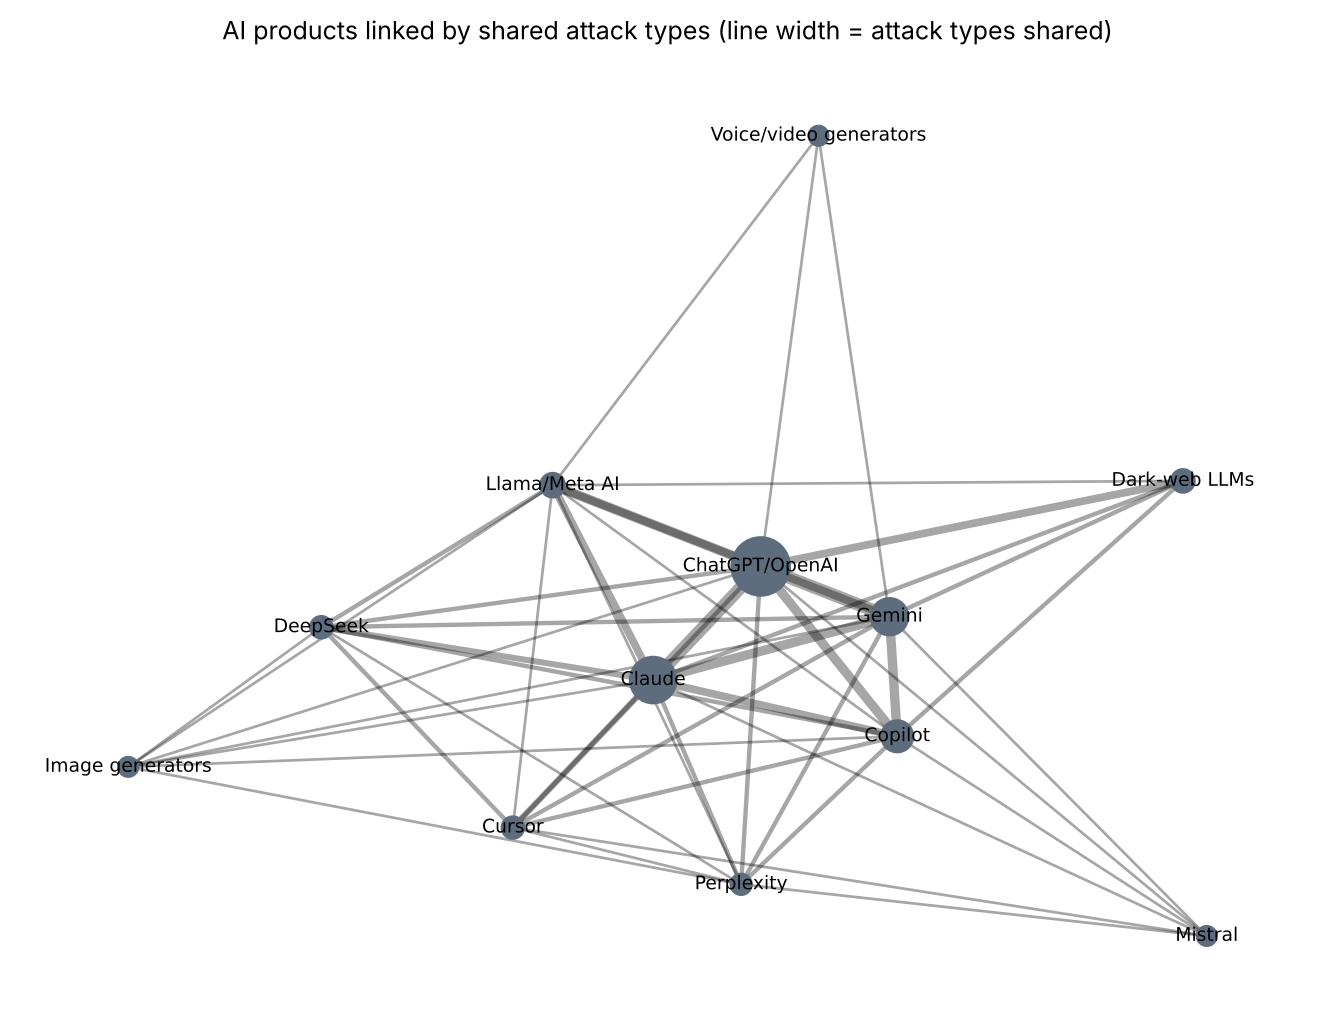 AI products linked by shared attack types (line width = attack types shared)
Voice/video generators
Dark-web LLMs
Llama/Meta AI
ChatGPT/OpenAI
Gemini
DeepSeek
Claude
Copilot
Image generators
Cursor
Perplexity
Mistral